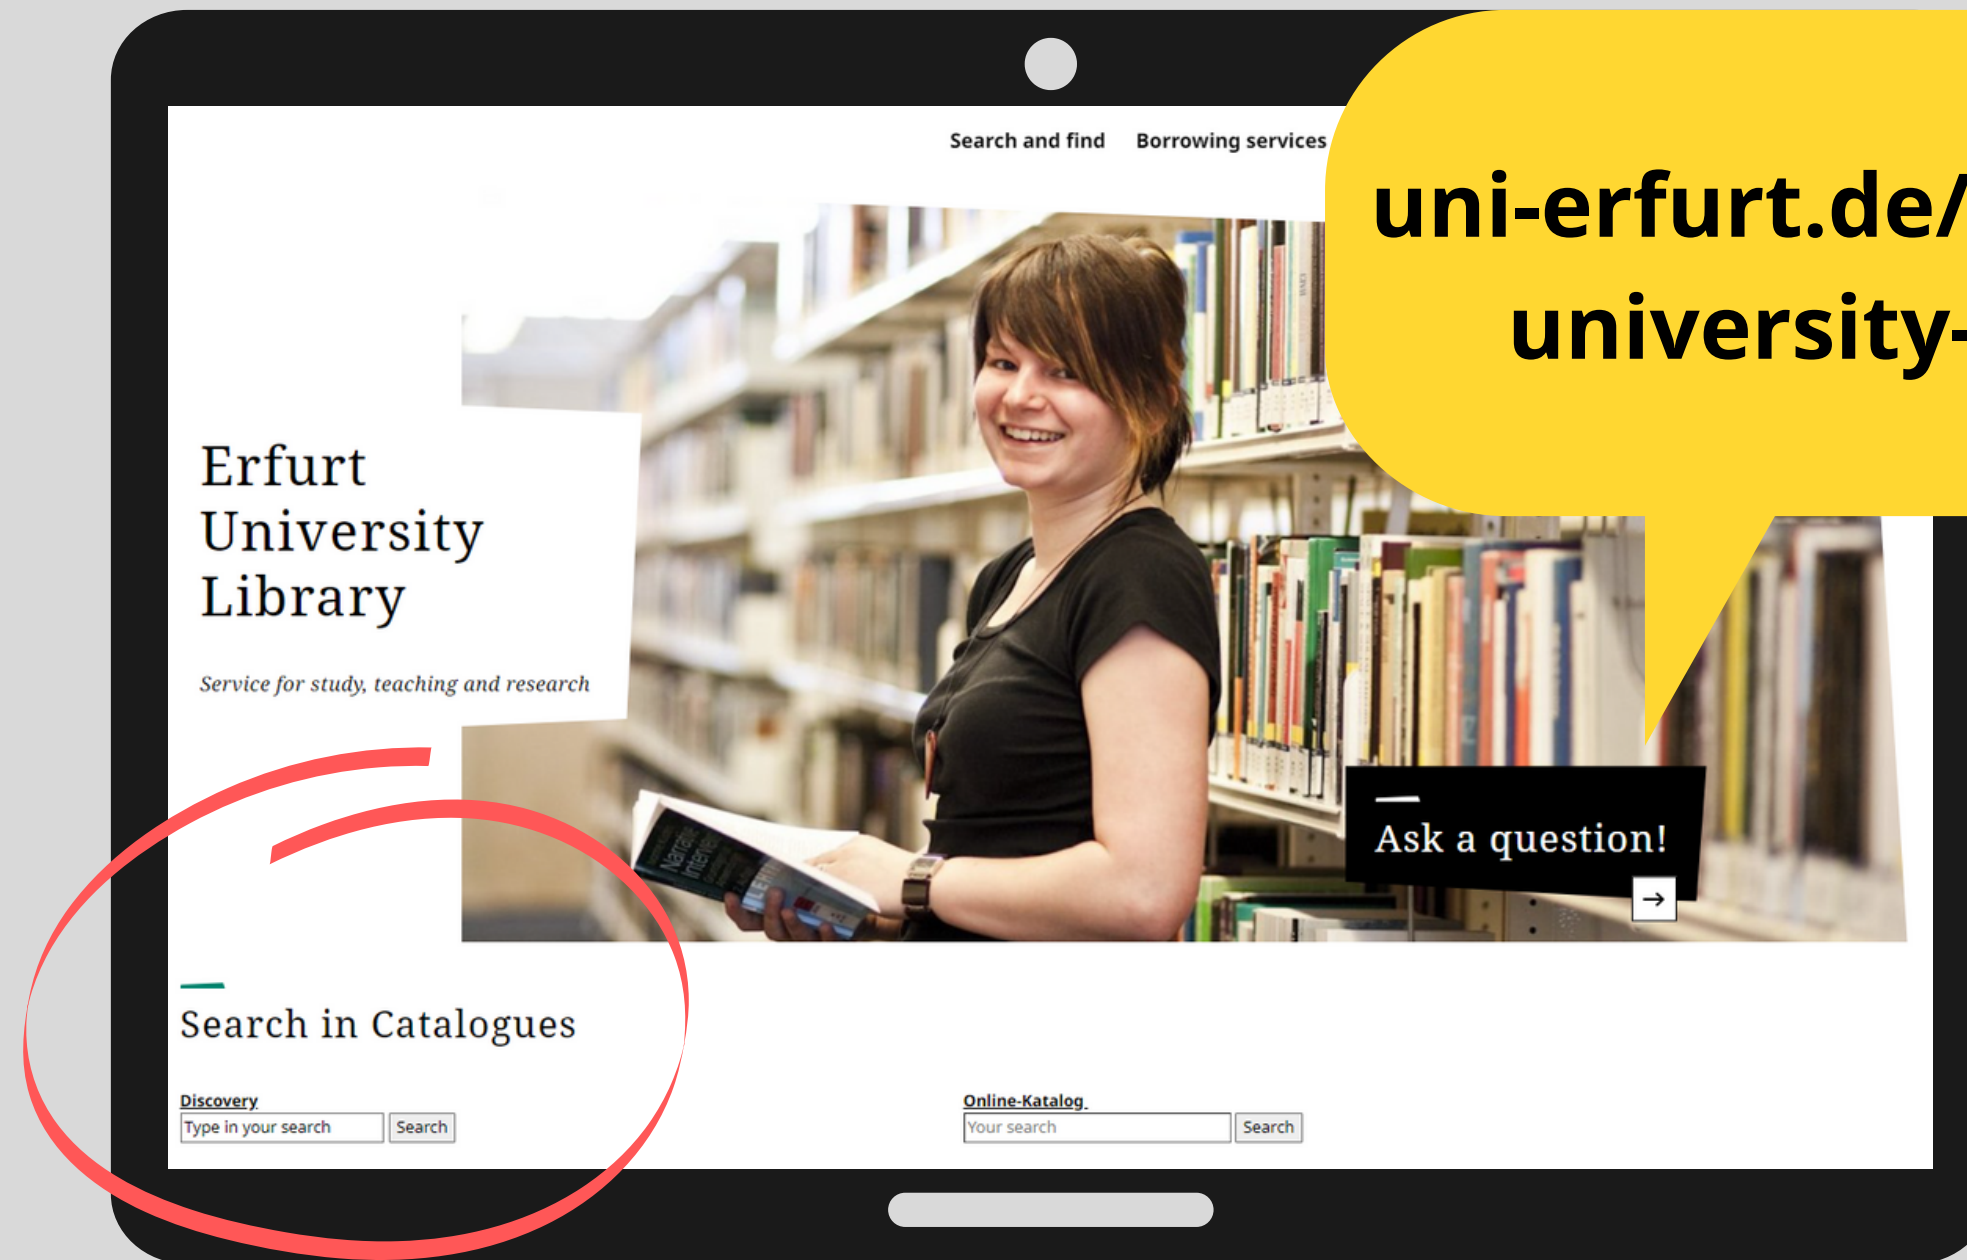 Search and find Borrowing services
uni-erfurt.de/
university-
Erfurt
University
Library
Service for study, teaching and research
Narrative
Ask a question!
Search in Catalogues
Discovery
Type in your search Search
Online-Katalog
Your search Search